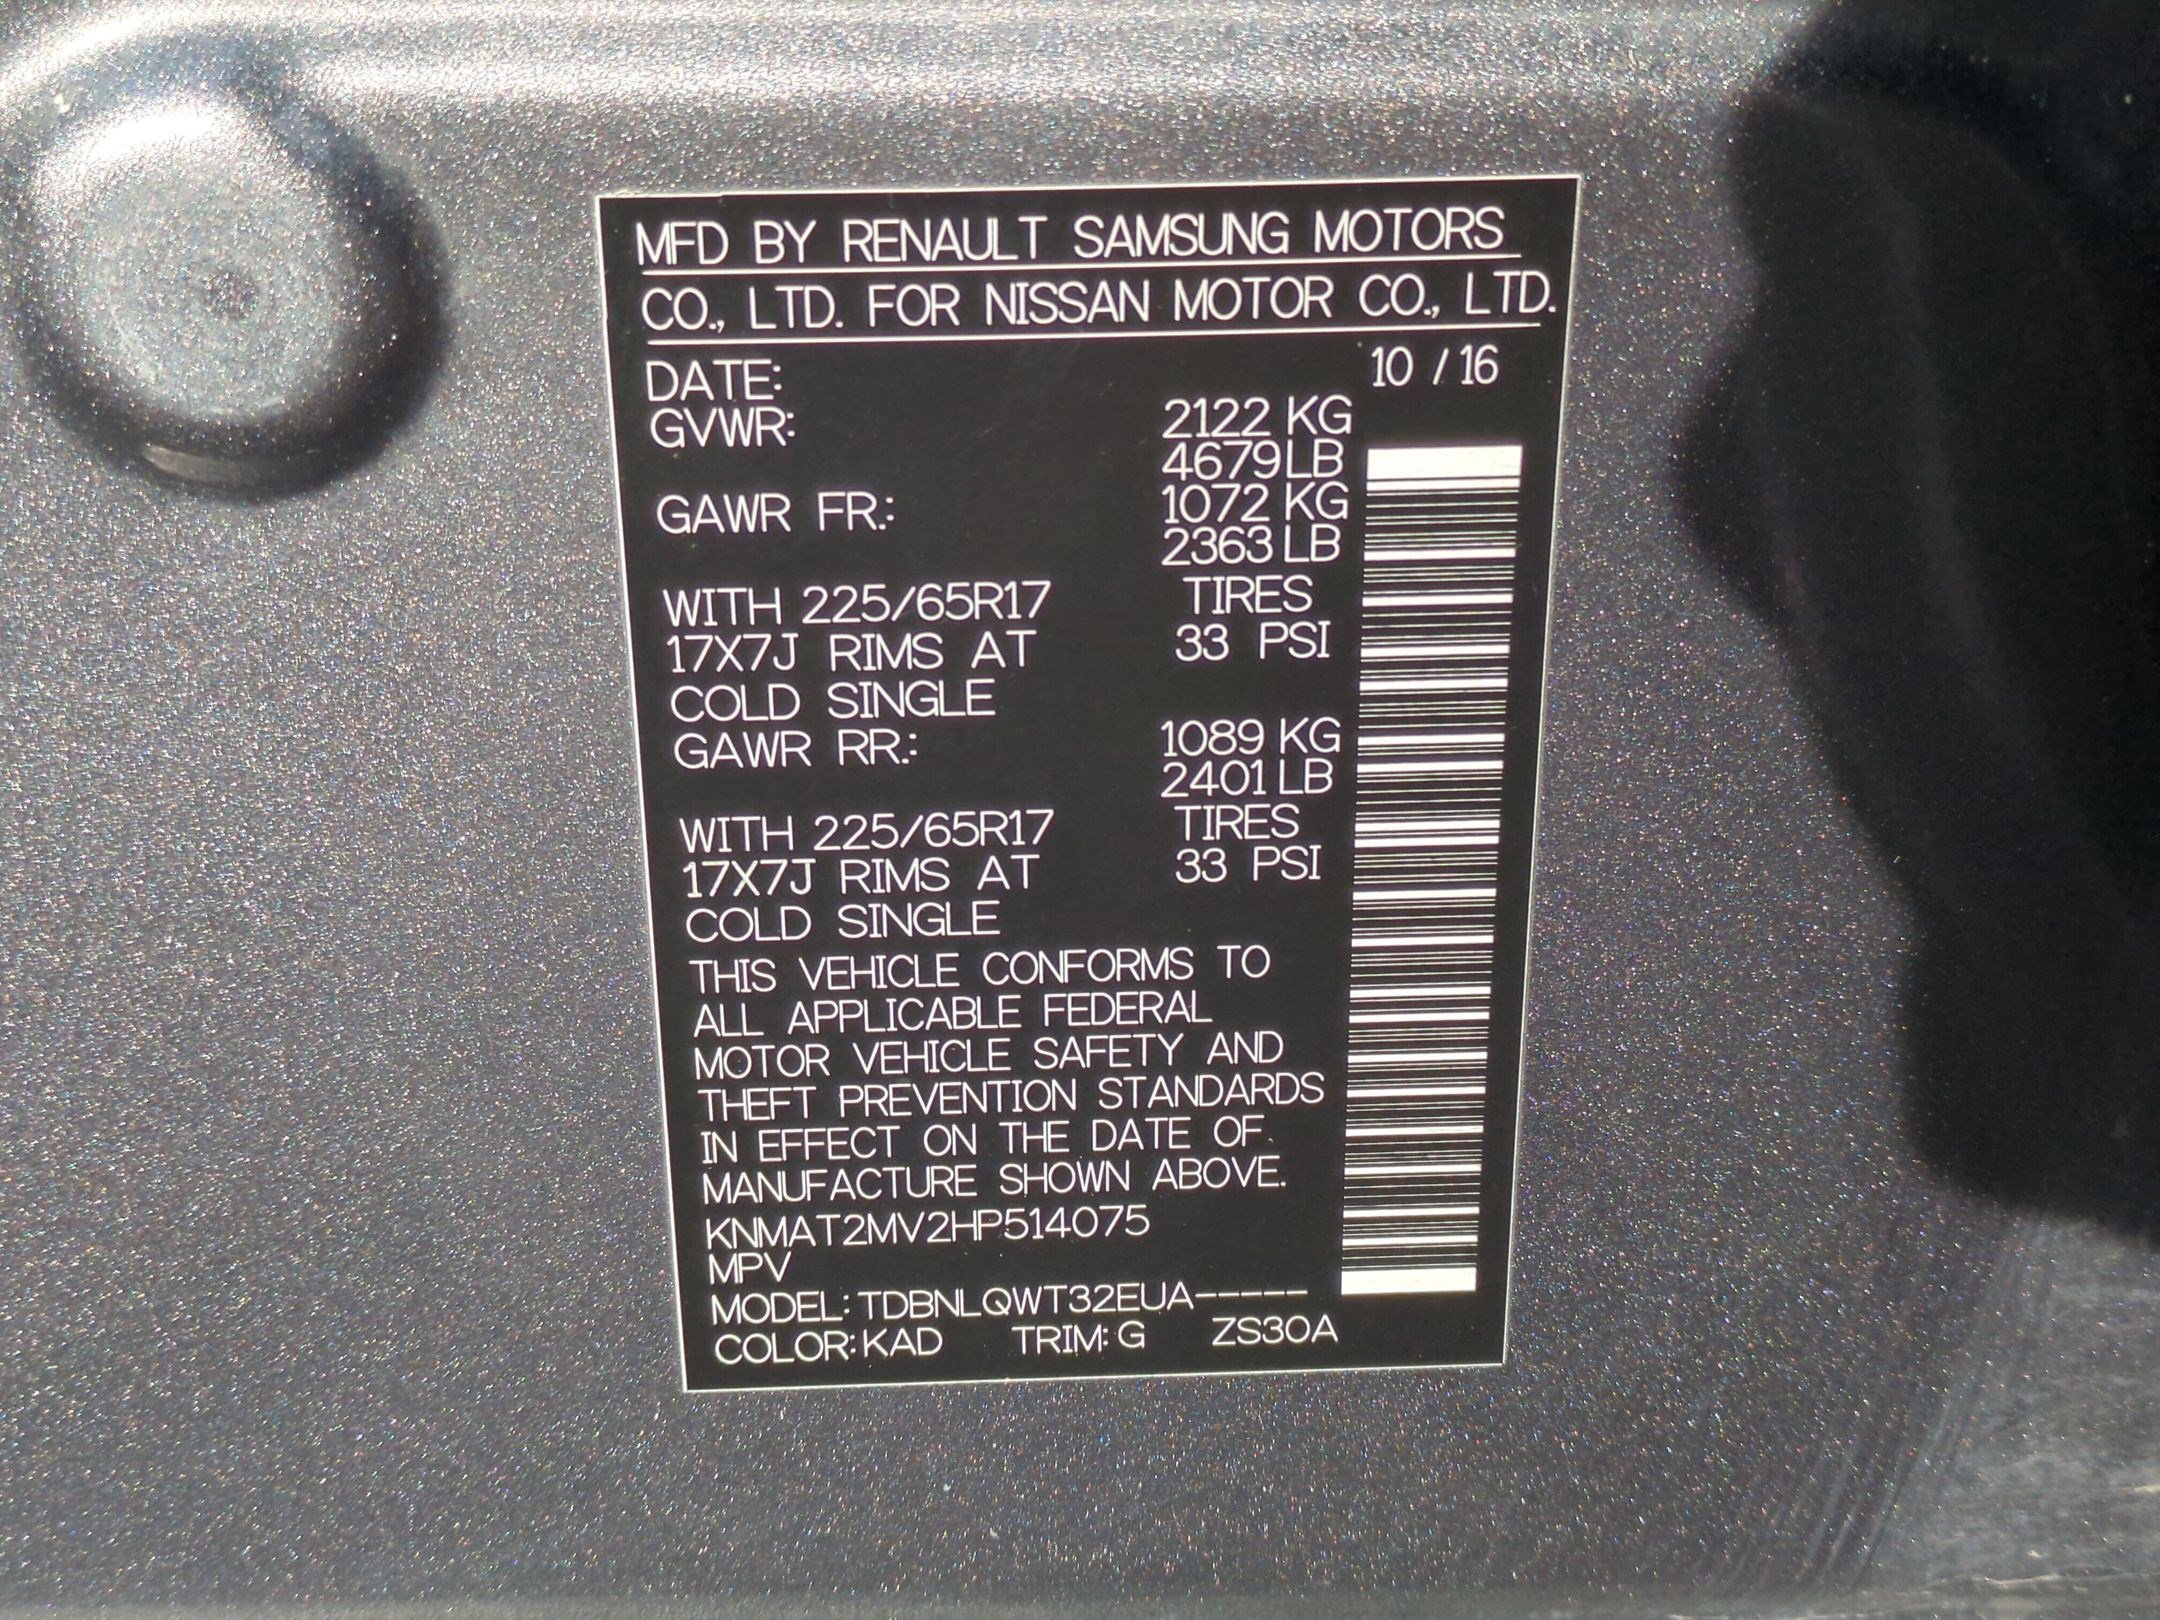 MFD BY RENAULT SAMSUNG MOTORS
CO., LTD. FOR NISSAN MOTOR CO., LTD.
DATE: 10 / 16
GVWR: 2122 KG
4679 LB
GAWR FR.: 1072 KG
2363 LB
WITH 225/65R17 TIRES
17X7J RIMS AT 33 PSI
COLD SINGLE
GAWR RR.: 1089 KG
2401 LB
WITH 225/65R17 TIRES
17X7J RIMS AT 33 PSI
COLD SINGLE
THIS VEHICLE CONFORMS TO
ALL APPLICABLE FEDERAL
MOTOR VEHICLE SAFETY AND
THEFT PREVENTION STANDARDS
IN EFFECT ON THE DATE OF
MANUFACTURE SHOWN ABOVE.
KNMAT2MV2HP514075
MPV
MODEL: TDBNLQWT32EUA-----
COLOR: KAD TRIM: G ZS30A